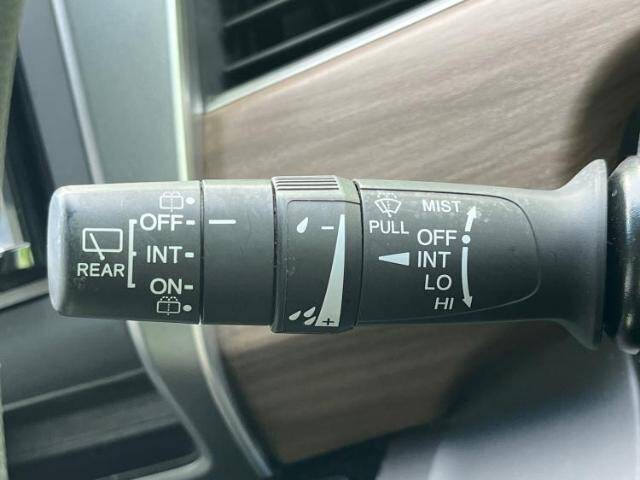 REAR
OFF
INT
ON
-
+
PULL
MIST
OFF
INT
LO
HI